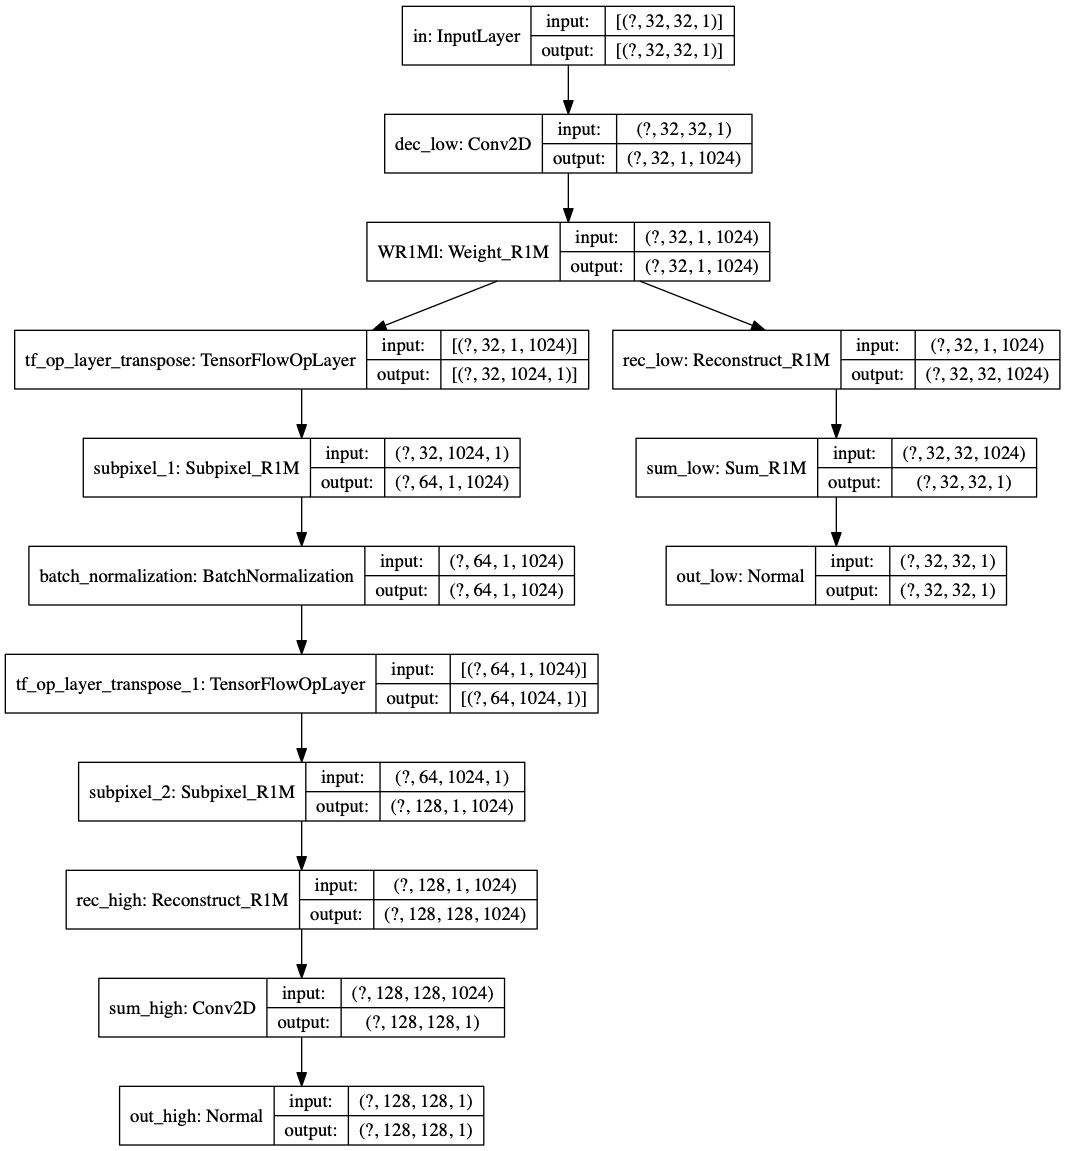 in: InputLayer
input: [(?, 32, 32, 1)]
output: [(?, 32, 32, 1)]
dec_low: Conv2D
input: (?, 32, 32, 1)
output: (?, 32, 1, 1024)
WR1Ml: Weight_R1M
input: (?, 32, 1, 1024)
output: (?, 32, 1, 1024)
tf_op_layer_transpose: TensorFlowOpLayer
input: [(?, 32, 1, 1024)]
output: [(?, 32, 1024, 1)]
rec_low: Reconstruct_R1M
input: (?, 32, 1, 1024)
output: (?, 32, 32, 1024)
subpixel_1: Subpixel_R1M
input: (?, 32, 1024, 1)
output: (?, 64, 1, 1024)
sum_low: Sum_R1M
input: (?, 32, 32, 1024)
output: (?, 32, 32, 1)
batch_normalization: BatchNormalization
input: (?, 64, 1, 1024)
output: (?, 64, 1, 1024)
out_low: Normal
input: (?, 32, 32, 1)
output: (?, 32, 32, 1)
tf_op_layer_transpose_1: TensorFlowOpLayer
input: [(?, 64, 1, 1024)]
output: [(?, 64, 1024, 1)]
subpixel_2: Subpixel_R1M
input: (?, 64, 1024, 1)
output: (?, 128, 1, 1024)
rec_high: Reconstruct_R1M
input: (?, 128, 1, 1024)
output: (?, 128, 128, 1024)
sum_high: Conv2D
input: (?, 128, 128, 1024)
output: (?, 128, 128, 1)
out_high: Normal
input: (?, 128, 128, 1)
output: (?, 128, 128, 1)